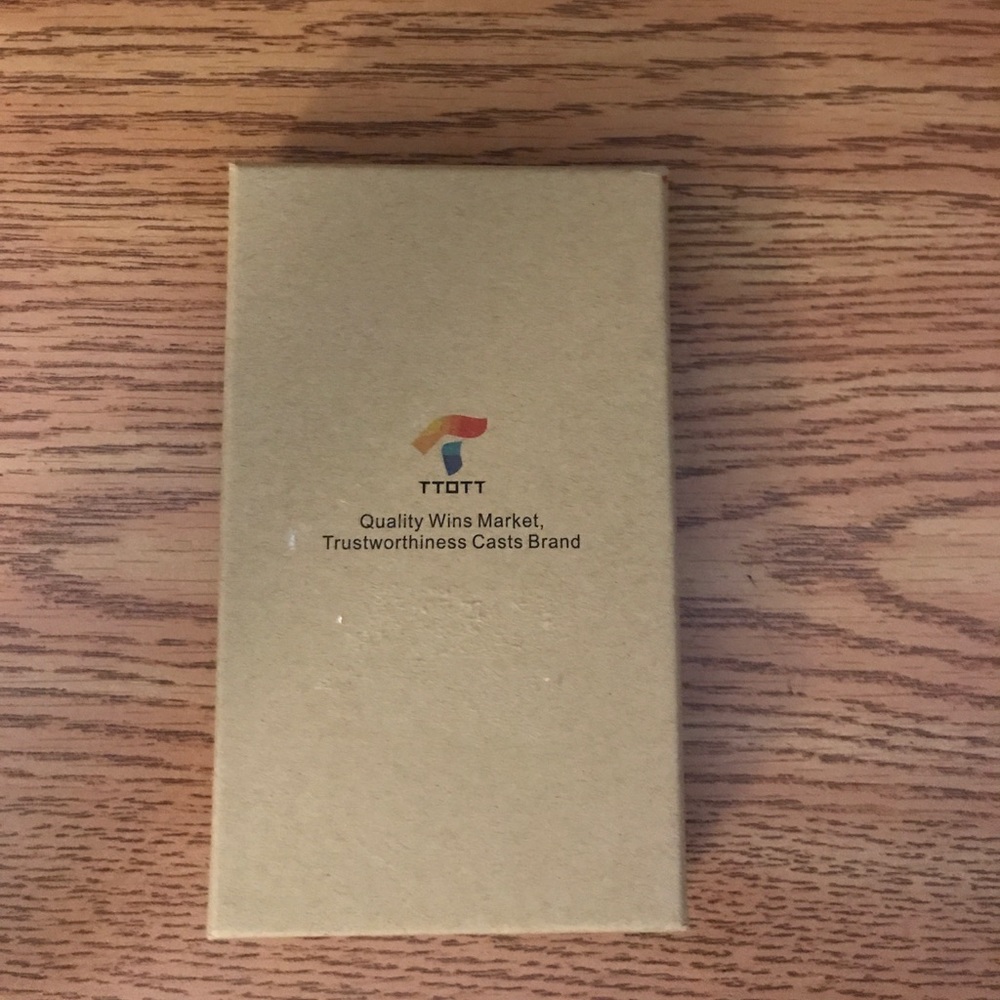 TTOTT
Quality Wins Market,
Trustworthiness Casts Brand